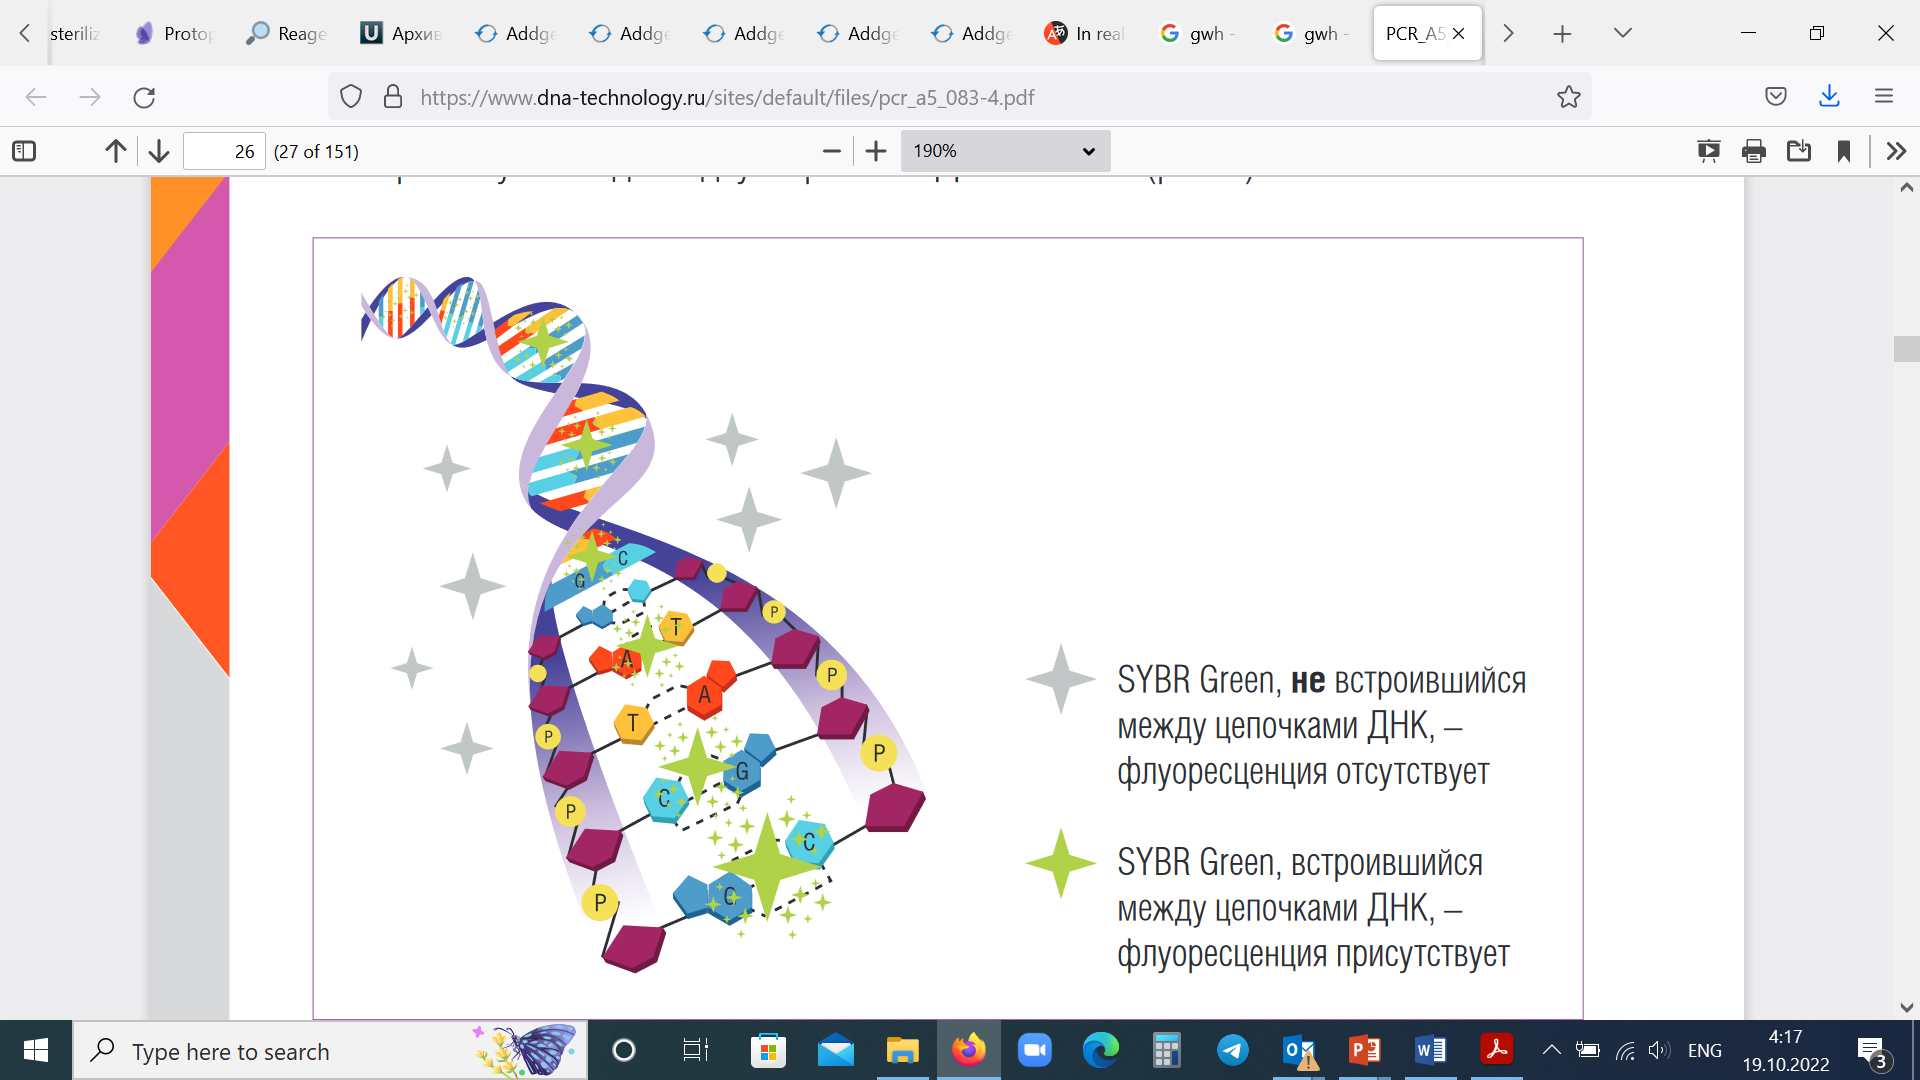 steriliz
Protop
Reage
Архив
Addge
Addge
Addge
Addge
Addge
In real
gwh -
gwh -
PCR_A5
https://www.dna-technology.ru/sites/default/files/pcr_a5_083-4.pdf
26 (27 of 151)
190%
C
G
T
P
A
A
P
T
P
P
G
C
P
C
G
P
SYBR Green, не встроившийся
между цепочками ДНК, –
флуоресценция отсутствует
SYBR Green, встроившийся
между цепочками ДНК, –
флуоресценция присутствует
Type here to search
ENG
4:17
19.10.2022
3